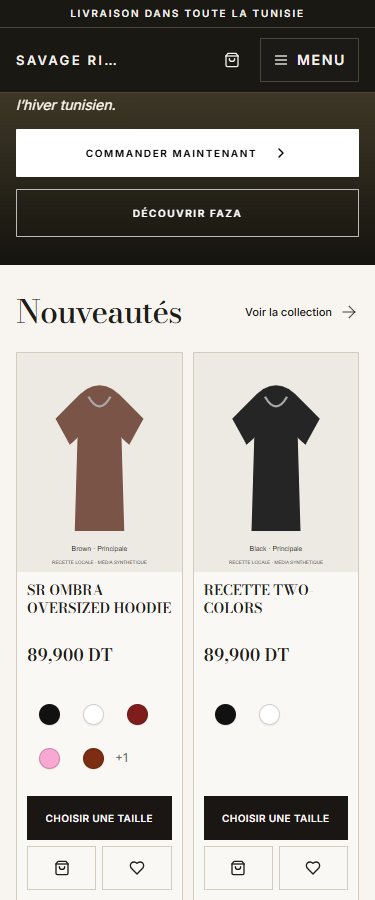 LIVRAISON DANS TOUTE LA TUNISIE
SAVAGE RI...
MENU
l'hiver tunisien.
COMMANDER MAINTENANT
DÉCOUVRIR FAZA
Nouveautés
Voir la collection
Brown · Principale
RECETTE LOCALE · MEDIA SYNTHÉTIQUE
SR OMBRA
OVERSIZED HOODIE
89,900 DT
+1
CHOISIR UNE TAILLE
Black · Principale
RECETTE LOCALE · MEDIA SYNTHÉTIQUE
RECETTE TWO-
COLORS
89,900 DT
CHOISIR UNE TAILLE